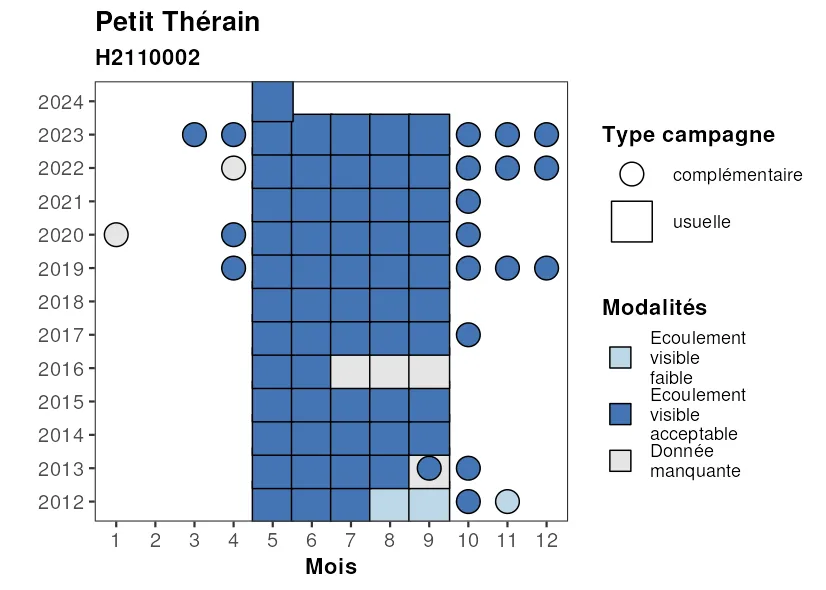 Petit Thérain
H2110002
2024
2023
2022
2021
2020
2019
2018
2017
2016
2015
2014
2013
2012
1 2 3 4 5 6 7 8 9 10 11 12
Mois
Type campagne
complémentaire
usuelle
Modalités
Ecoulement
visible
faible
Ecoulement
visible
acceptable
Donnée
manquante